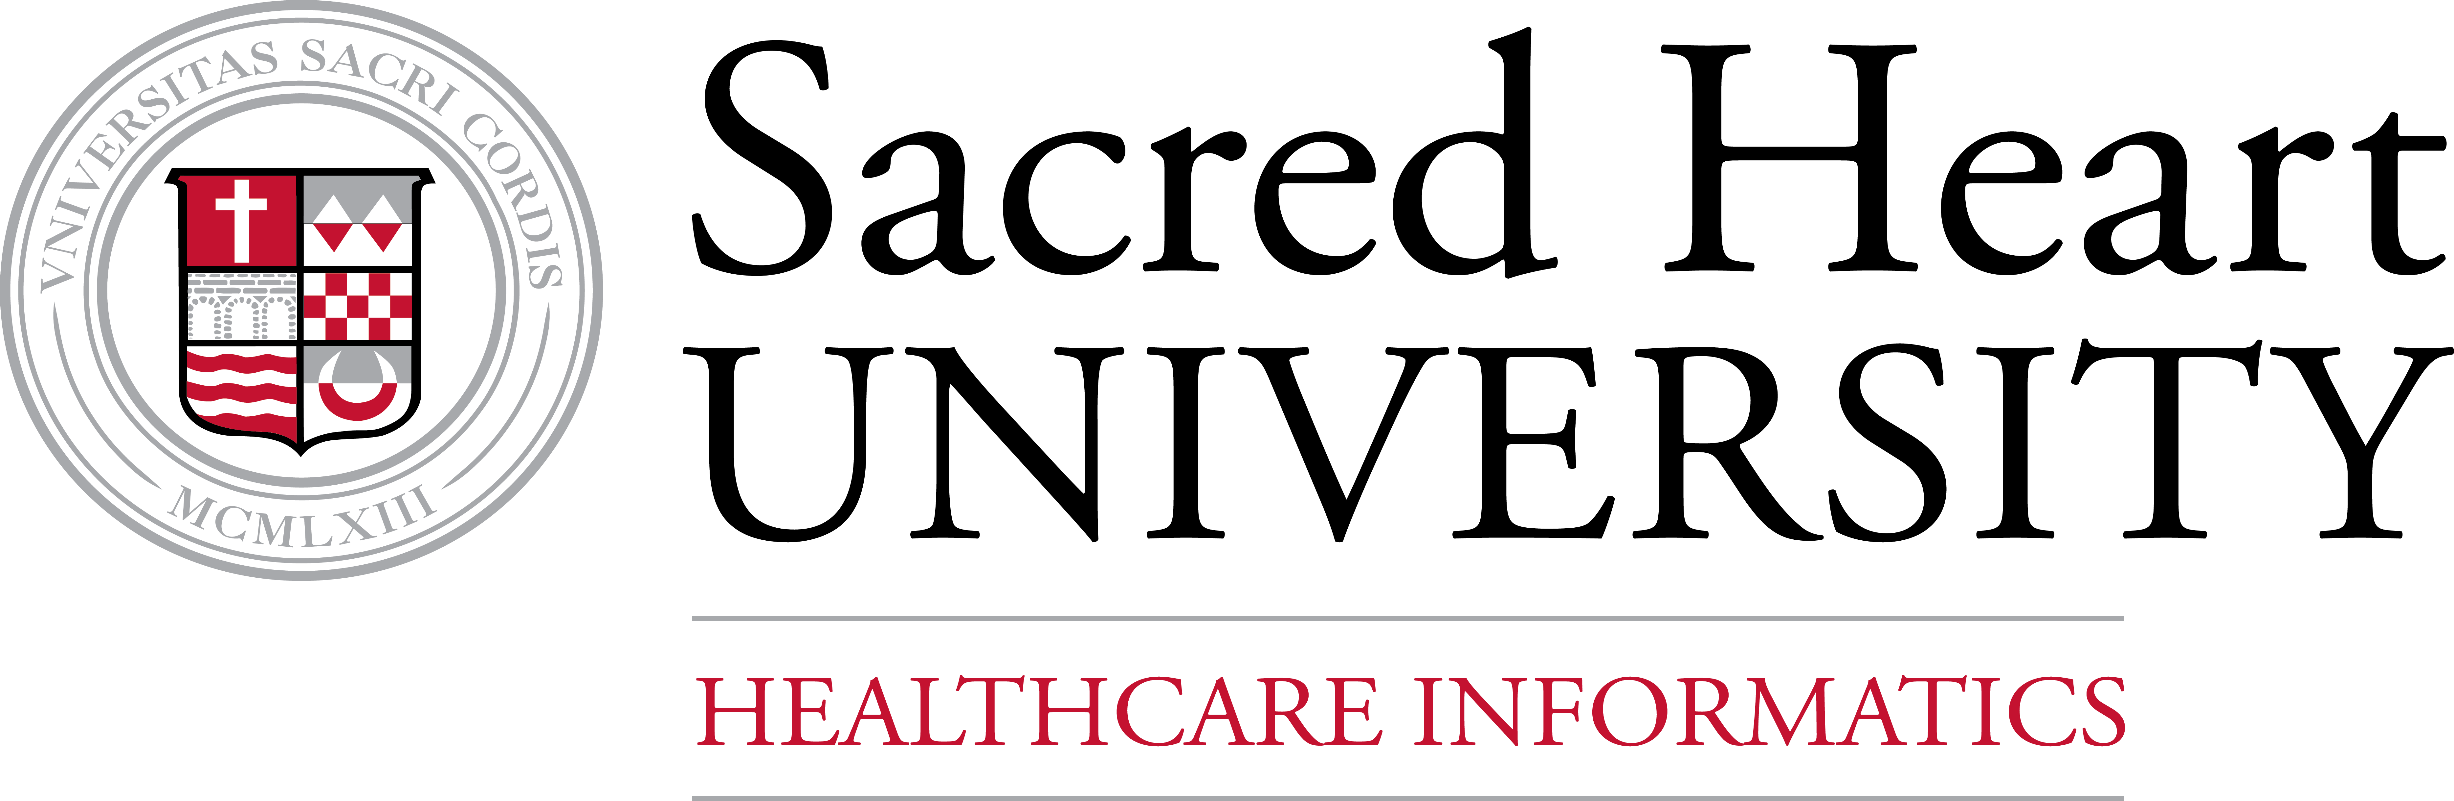 VNIVERSITAS SACRI CORDIS
MCMLXIII
Sacred Heart
UNIVERSITY
HEALTHCARE INFORMATICS